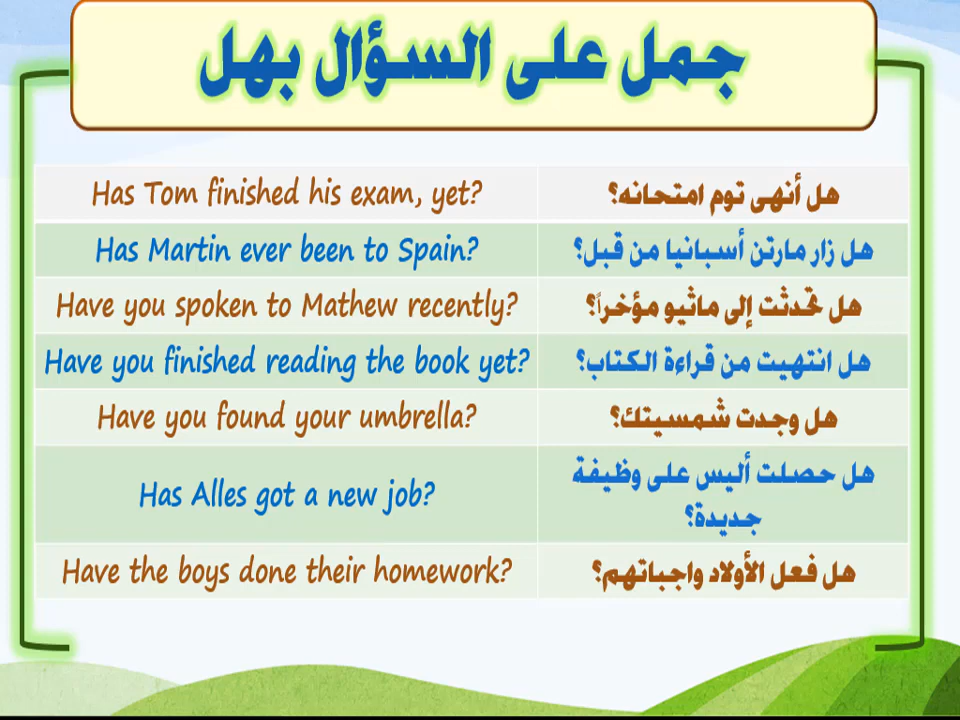 جمل على السؤال بهل
Has Tom finished his exam, yet?
هل أنهى توم امتحانه؟
Has Martin ever been to Spain?
هل زار مارتن أسبانيا من قبل؟
Have you spoken to Mathew recently?
هل تحدثت إلى ماثيو مؤخراً؟
Have you finished reading the book yet?
هل انتهيت من قراءة الكتاب؟
Have you found your umbrella?
هل وجدت شمسيتك؟
Has Alles got a new job?
هل حصلت أليس على وظيفة
جديدة؟
Have the boys done their homework?
هل فعل الأولاد واجباتهم؟